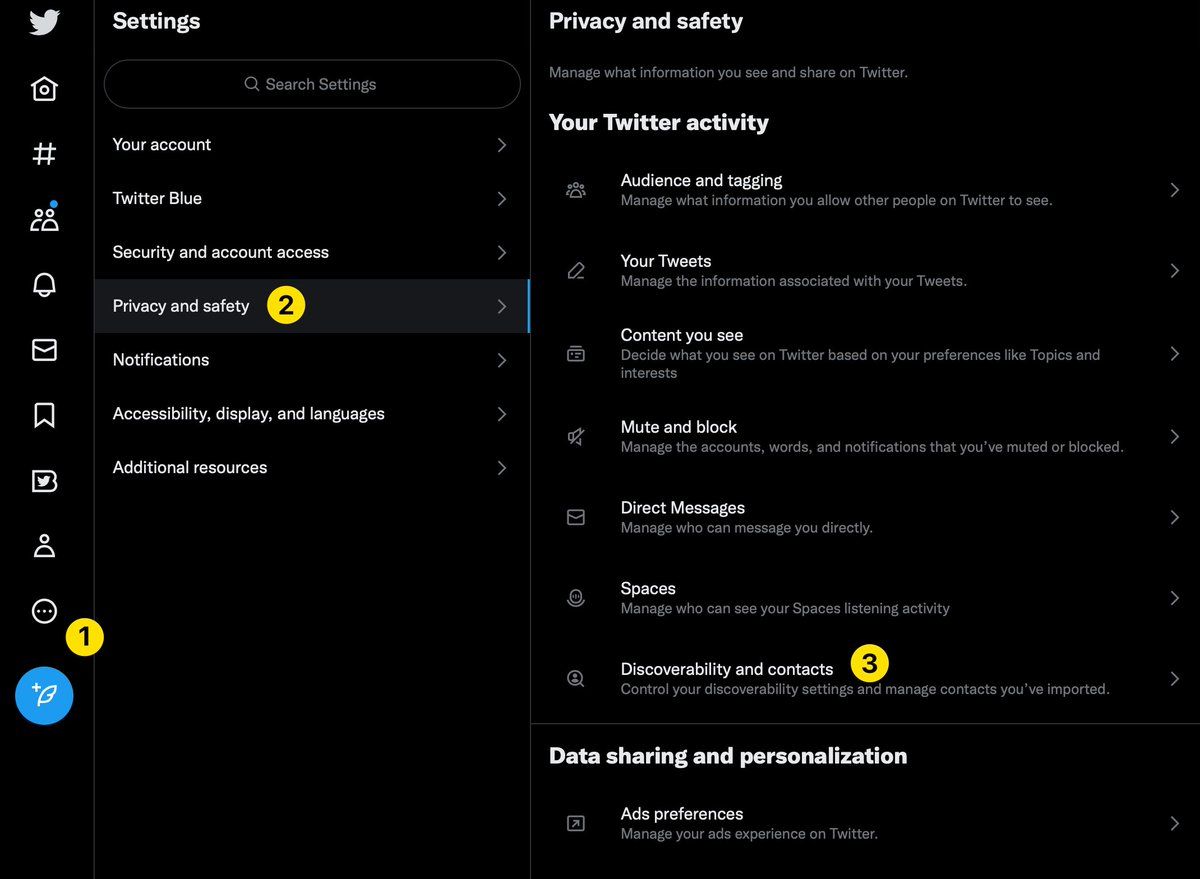 Settings
Search Settings
Your account
Twitter Blue
Security and account access
Privacy and safety 2
Notifications
Accessibility, display, and languages
Additional resources
1
Privacy and safety
Manage what information you see and share on Twitter.
Your Twitter activity
Audience and tagging
Manage what information you allow other people on Twitter to see.
Your Tweets
Manage the information associated with your Tweets.
Content you see
Decide what you see on Twitter based on your preferences like Topics and
interests
Mute and block
Manage the accounts, words, and notifications that you’ve muted or blocked.
Direct Messages
Manage who can message you directly.
Spaces
Manage who can see your Spaces listening activity
Discoverability and contacts 3
Control your discoverability settings and manage contacts you’ve imported.
Data sharing and personalization
Ads preferences
Manage your ads experience on Twitter.